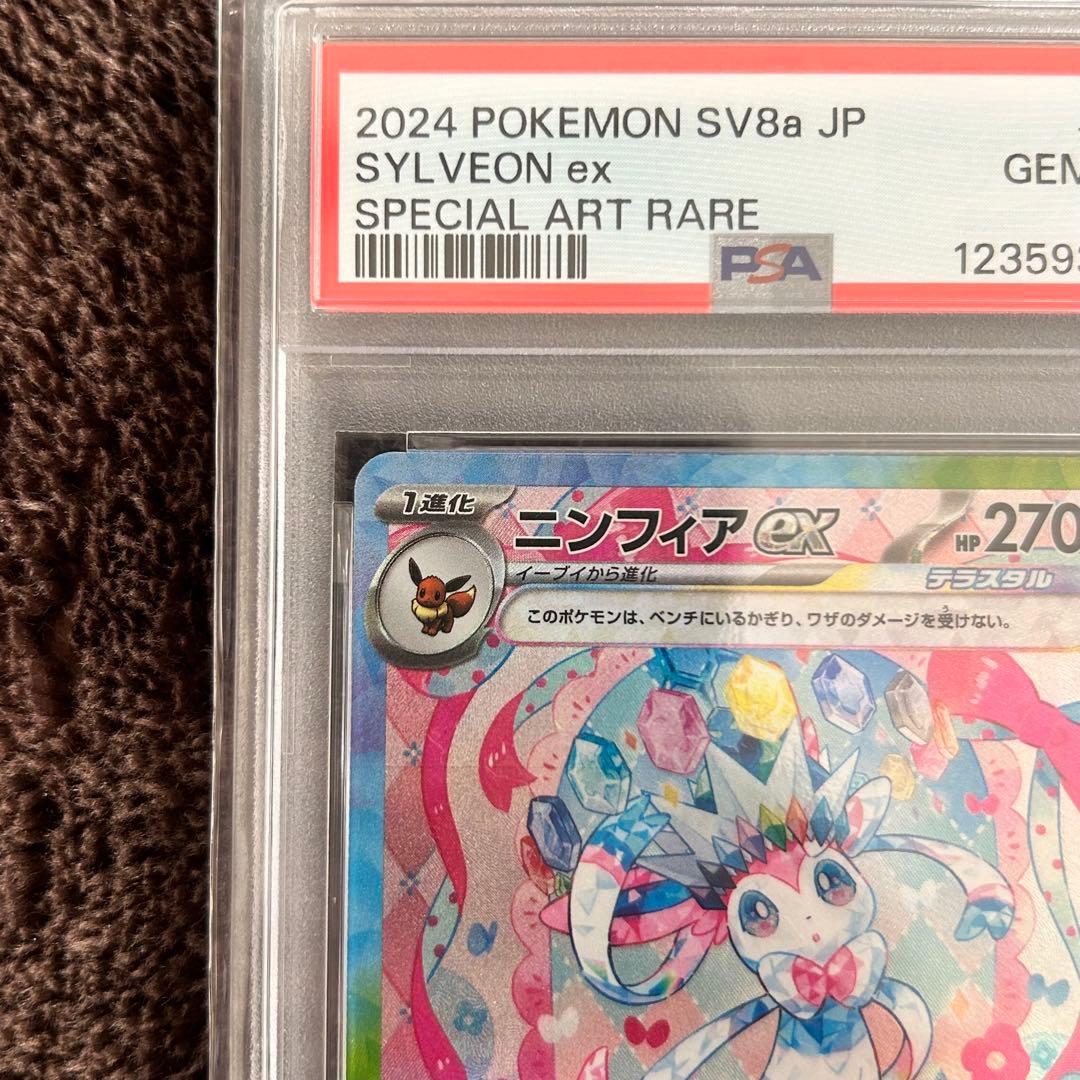 2024 POKEMON SV8a JP
SYLVEON ex
GEM
SPECIAL ART RARE
PSA
123593
1進化
ニンフィア ex
HP 270
イーブイから進化
テラスタル
このポケモンは、ベンチにいるかぎり、ワザのダメージを受けない。